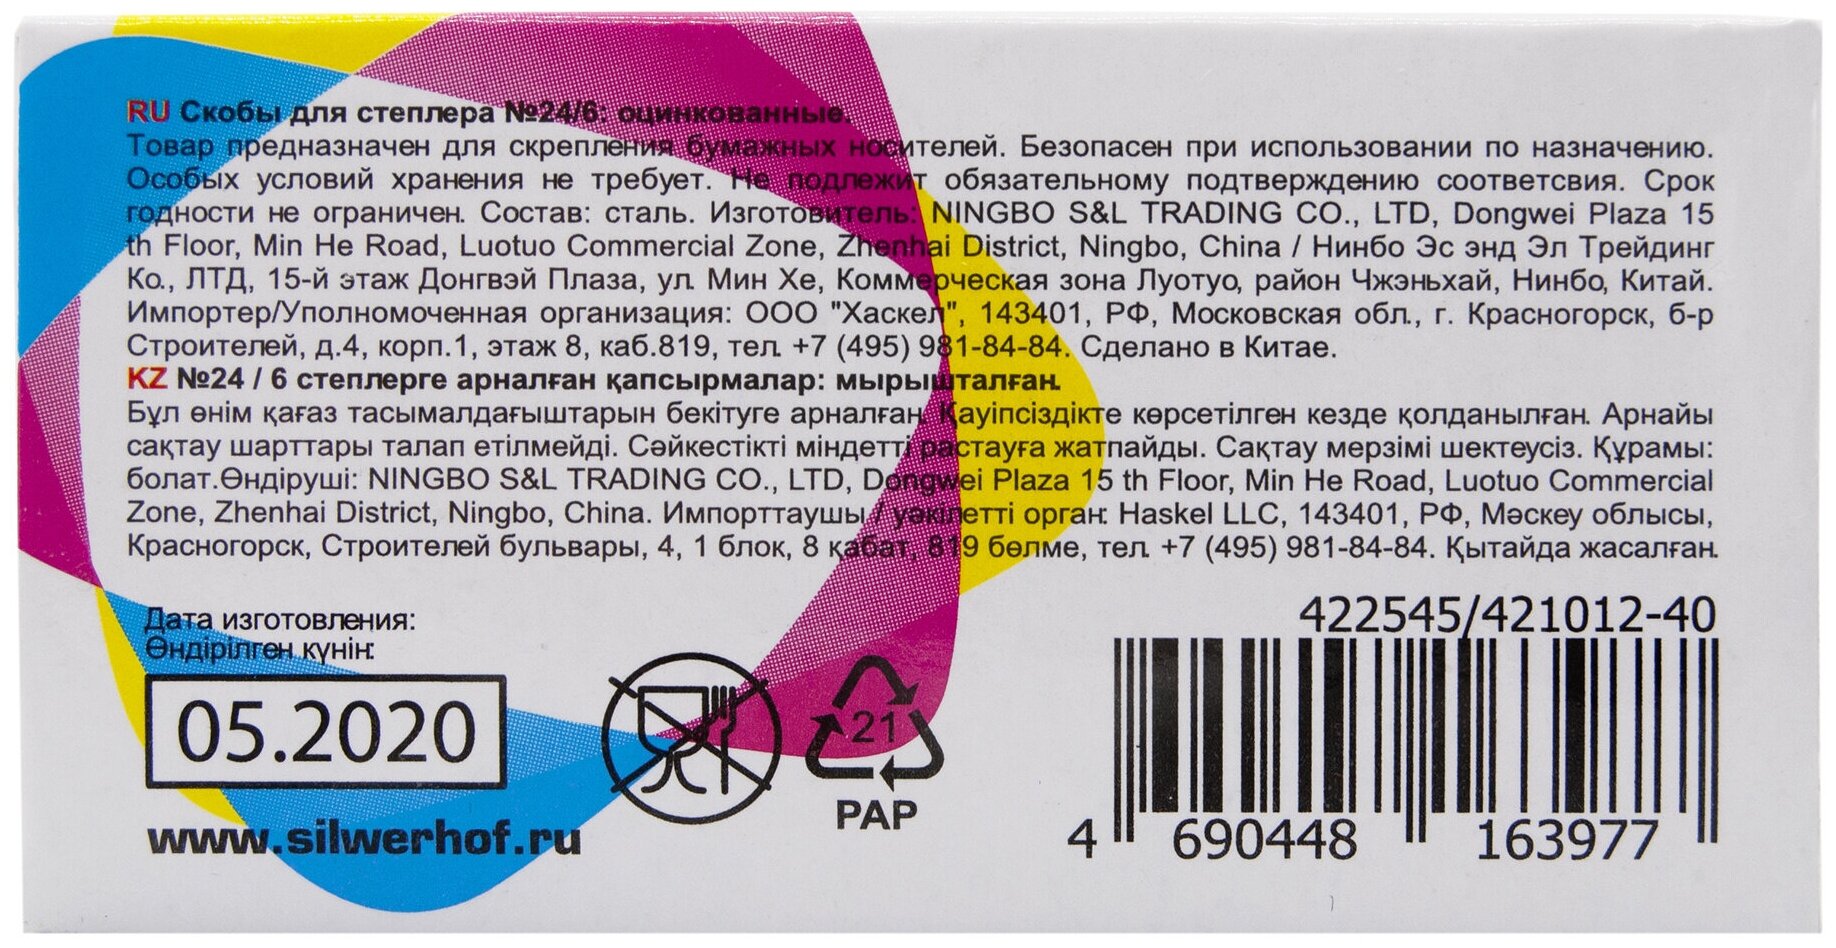 RU Скобы для степлера №24/6: оцинкованные.
Товар предназначен для скрепления бумажных носителей. Безопасен при использовании по назначению.
Особых условий хранения не требует. Не подлежит обязательному подтверждению соответсвия. Срок
годности не ограничен. Состав: сталь. Изготовитель: NINGBO S&L TRADING CO., LTD, Dongwei Plaza 15
th Floor, Min He Road, Luotuo Commercial Zone, Zhenhai District, Ningbo, China / Нинбо Эс энд Эл Трейдинг
Ко., ЛТД, 15-й этаж Донгвэй Плаза, ул. Мин Хе, Коммерческая зона Луотуо, район Чжэньхай, Нинбо, Китай.
Импортер/Уполномоченная организация: ООО "Хаскел", 143401, РФ, Московская обл., г. Красногорск, б-р
Строителей, д.4, корп.1, этаж 8, каб.819, тел. +7 (495) 981-84-84. Сделано в Китае.
KZ №24 / 6 степлерге арналған қапсырмалар: мырышталған.
Бұл өнім қағаз тасымалдағыштарын бекітуге арналған. Қауіпсіздікте көрсетілген кезде қолданылған. Арнайы
сақтау шарттары талап етілмейді. Сәйкестікті міндетті растауға жатпайды. Сақтау мерзімі шектеусіз. Құрамы:
болат.Өндіруші: NINGBO S&L TRADING CO., LTD, Dongwei Plaza 15 th Floor, Min He Road, Luotuo Commercial
Zone, Zhenhai District, Ningbo, China. Импорттаушы / уәкілетті орган: Haskel LLC, 143401, РФ, Мәскеу облысы,
Красногорск, Строителей бульвары, 4, 1 блок, 8 қабат, 819 бөлме, тел. +7 (495) 981-84-84. Қытайда жасалған.
Дата изготовления:
Өндірілген күнін:
05.2020
www.silwerhof.ru
21
PAP
422545/421012-40
4 690448 163977